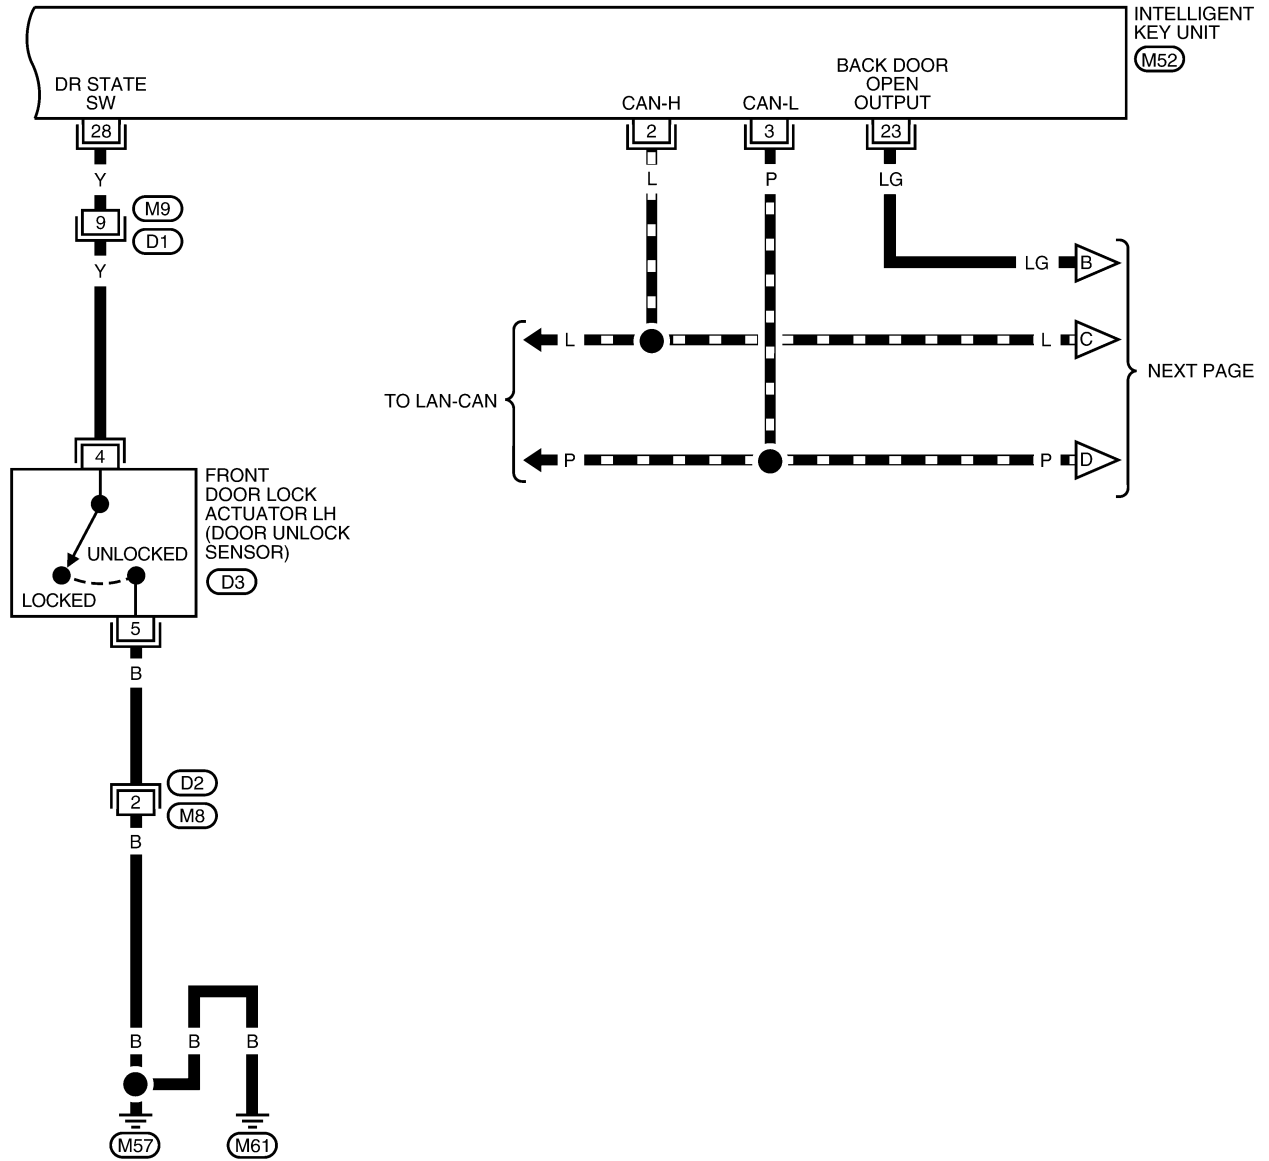 INTELLIGENT
KEY UNIT
M52
DR STATE
SW
CAN-H
CAN-L
BACK DOOR
OPEN
OUTPUT
28
2
3
23
Y
L
P
LG
9
M9
D1
Y
LG
B
L
L
C
NEXT PAGE
TO LAN-CAN
P
P
D
4
FRONT
DOOR LOCK
ACTUATOR LH
(DOOR UNLOCK
SENSOR)
D3
UNLOCKED
LOCKED
5
B
2
D2
M8
B
B
B
B
M57
M61